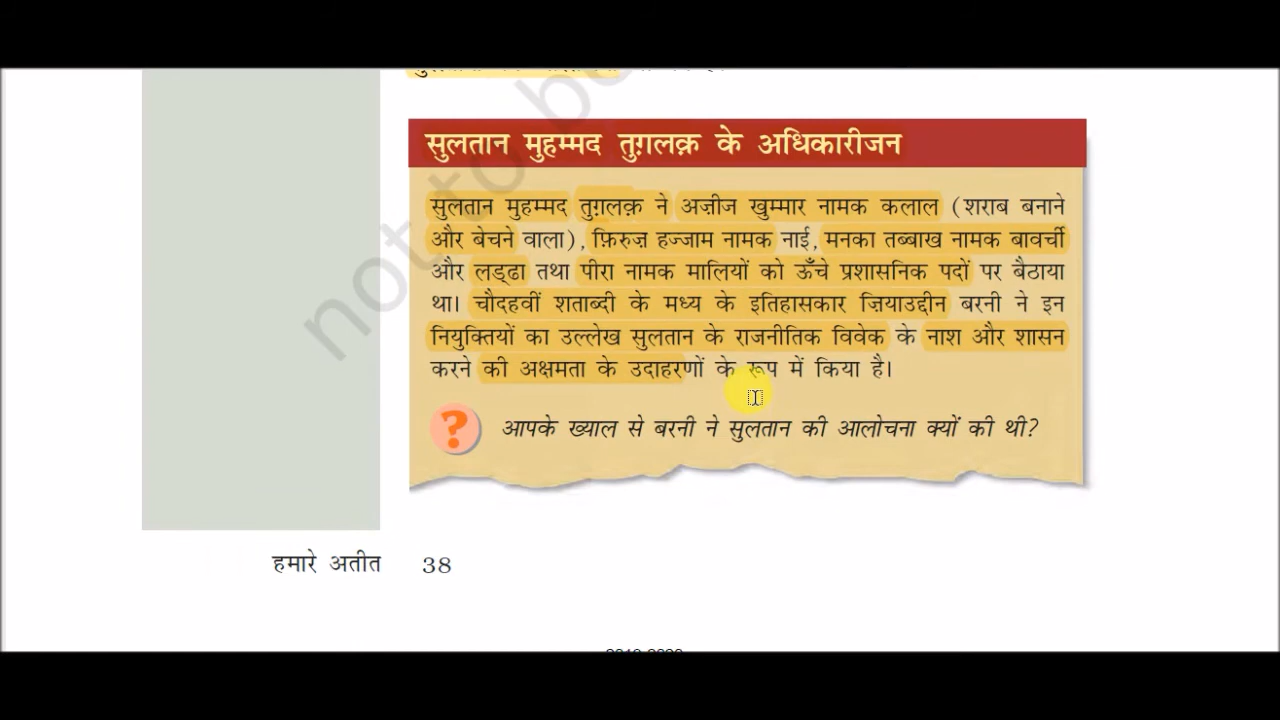 सुलतान मुहम्मद तुग़लक़ के अधिकारीजन
सुलतान मुहम्मद तुग़लक़ ने अज़ीज खुम्मार नामक कलाल (शराब बनाने
और बेचने वाला), फ़िरुज़ हज्जाम नामक नाई, मनका तब्बाख नामक बावर्ची
और लड्ढा तथा पीरा नामक मालियों को ऊँचे प्रशासनिक पदों पर बैठाया
था। चौदहवीं शताब्दी के मध्य के इतिहासकार ज़ियाउद्दीन बरनी ने इन
नियुक्तियों का उल्लेख सुलतान के राजनीतिक विवेक के नाश और शासन
करने की अक्षमता के उदाहरणों के रूप में किया है।
? आपके ख्याल से बरनी ने सुलतान की आलोचना क्यों की थी?
हमारे अतीत 38
not to be